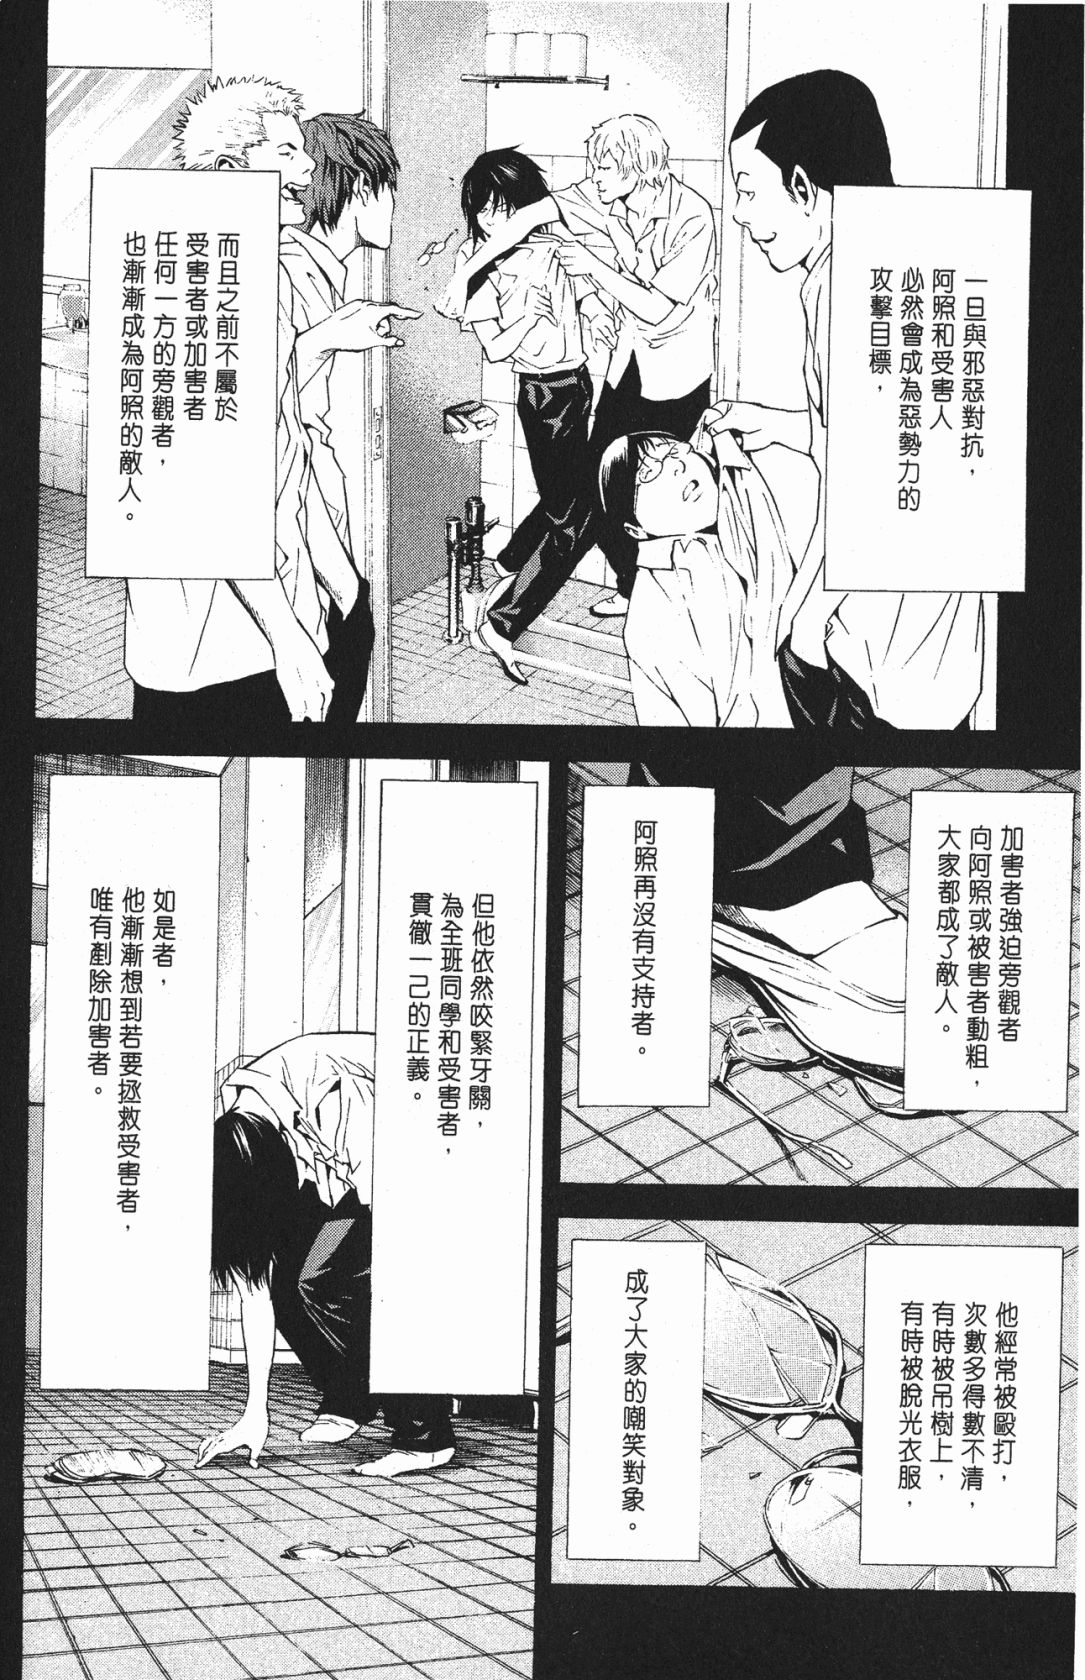 一旦與邪惡對抗，
阿照和受害人
必然會成為惡勢力的
攻擊目標，
而且之前不屬於
受害者或加害者
任何一方的旁觀者，
也漸漸成為阿照的敵人。
加害者強迫旁觀者
向阿照或被害者動粗，
大家都成了敵人。
阿照再沒有支持者。
他經常被毆打，
次數多得數不清，
有時被吊樹上，
有時被脫光衣服，
成了大家的嘲笑對象。
但他依然咬緊牙關，
為全班同學和受害者，
貫徹一己的正義。
如是者，
他漸漸想到若要拯救受害者，
唯有剷除加害者。